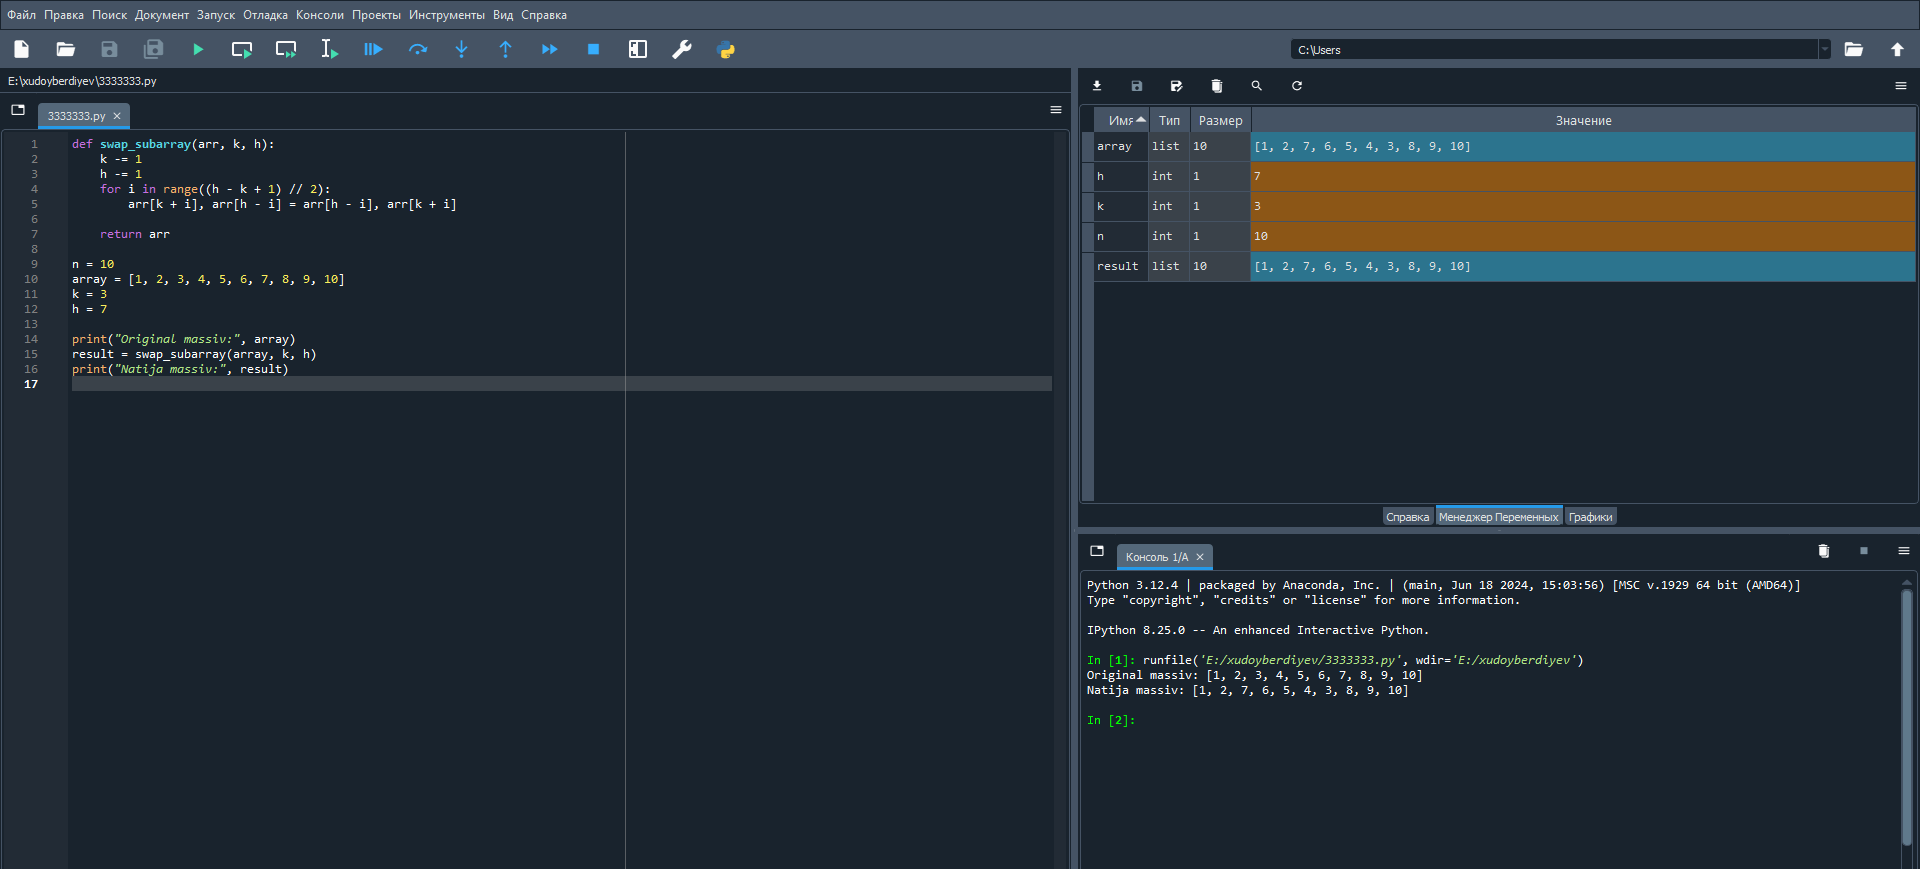 Файл Правка Поиск Документ Запуск Отладка Консоли Проекты Инструменты Вид Справка
C:\Users
E:\xudoyberdiyev\3333333.py
3333333.py
1 def swap_subarray(arr, k, h):
2     k -= 1
3     h -= 1
4     for i in range((h - k + 1) // 2):
5         arr[k + i], arr[h - i] = arr[h - i], arr[k + i]
6
7     return arr
8
9 n = 10
10 array = [1, 2, 3, 4, 5, 6, 7, 8, 9, 10]
11 k = 3
12 h = 7
13
14 print("Original massiv:", array)
15 result = swap_subarray(array, k, h)
16 print("Natija massiv:", result)
17
Имя Тип Размер Значение
array list 10 [1, 2, 7, 6, 5, 4, 3, 8, 9, 10]
h int 1 7
k int 1 3
n int 1 10
result list 10 [1, 2, 7, 6, 5, 4, 3, 8, 9, 10]
Справка Менеджер Переменных Графики
Консоль 1/A
Python 3.12.4 | packaged by Anaconda, Inc. | (main, Jun 18 2024, 15:03:56) [MSC v.1929 64 bit (AMD64)]
Type "copyright", "credits" or "license" for more information.
IPython 8.25.0 -- An enhanced Interactive Python.
In [1]: runfile('E:/xudoyberdiyev/3333333.py', wdir='E:/xudoyberdiyev')
Original massiv: [1, 2, 3, 4, 5, 6, 7, 8, 9, 10]
Natija massiv: [1, 2, 7, 6, 5, 4, 3, 8, 9, 10]
In [2]: